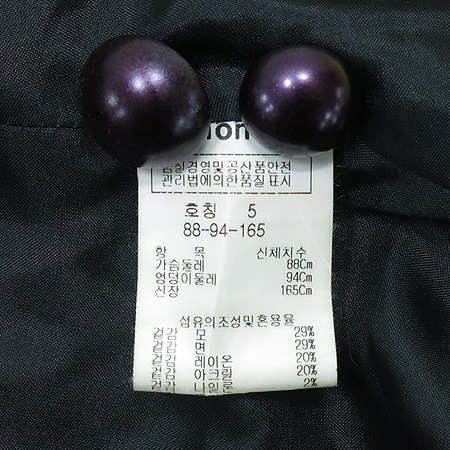 품질경영및공산품안전
관리법에의한품질표시
호칭 5
88-94-165
항 목 신체치수
가슴둘레 88Cm
엉덩이둘레 94Cm
신장 165Cm
섬유의조성및혼용율
겉감 모 29%
겉감 면 29%
겉감 레이온 20%
겉감 아크릴 20%
겉감 나일론 2%